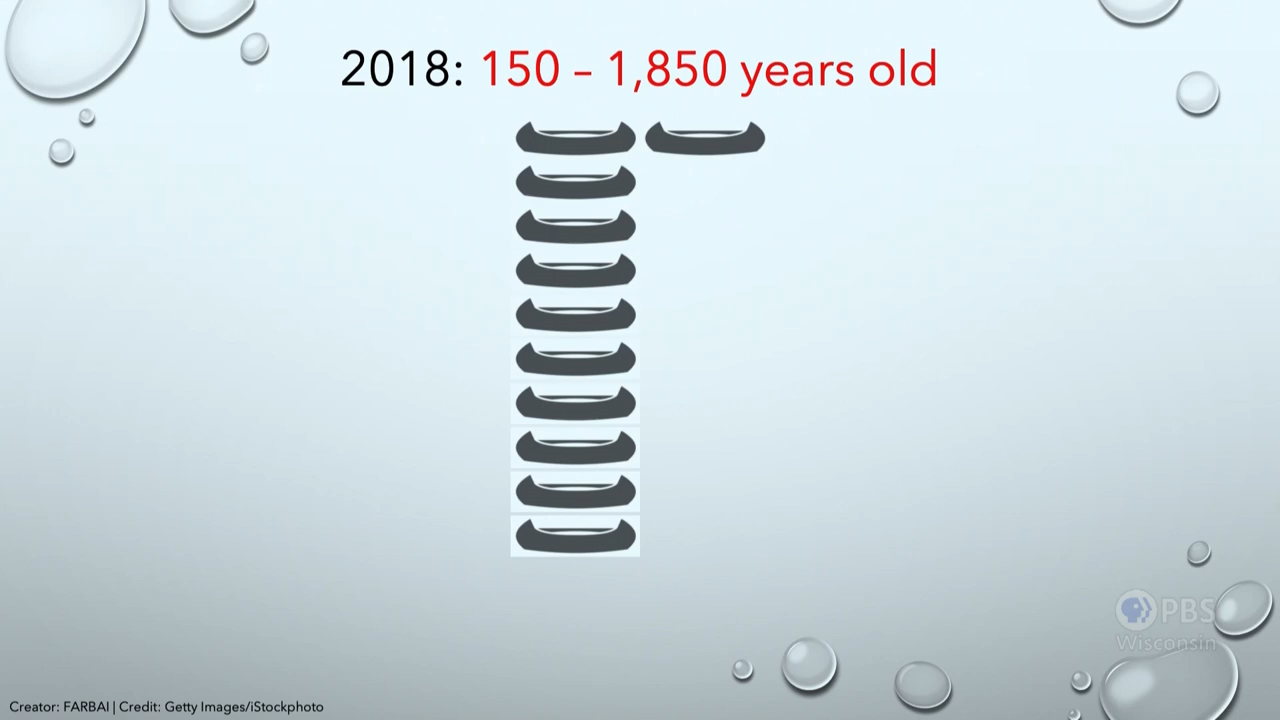 2018: 150 – 1,850 years old
PBS
Wisconsin
Creator: FARBAI | Credit: Getty Images/iStockphoto